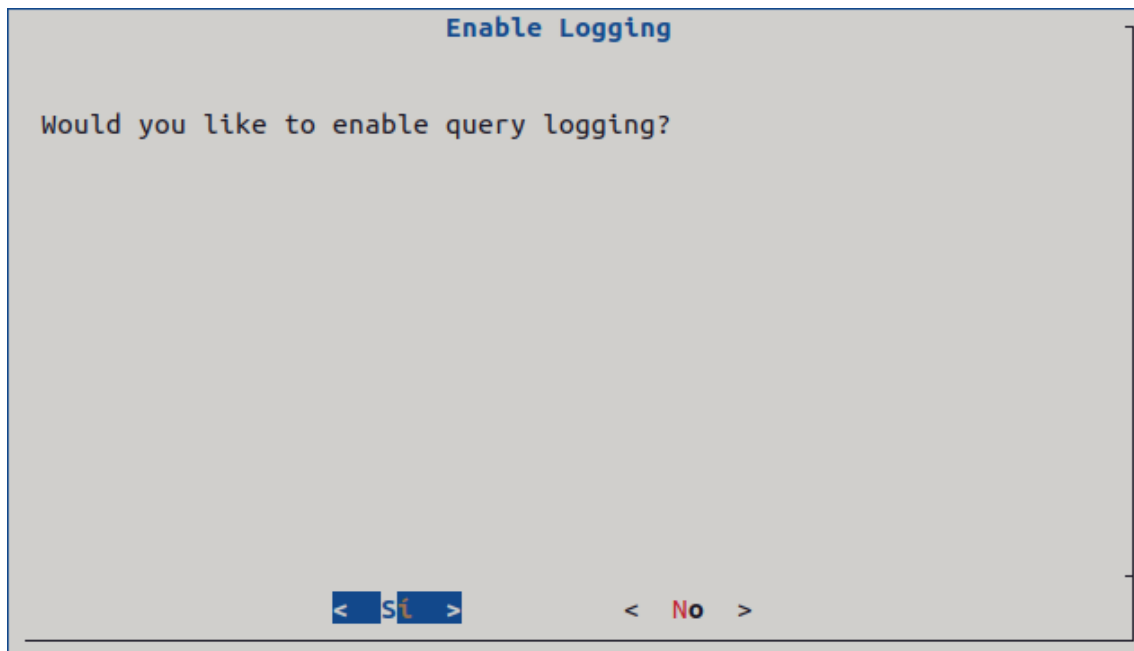 Enable Logging
Would you like to enable query logging?
< Sí > < No >